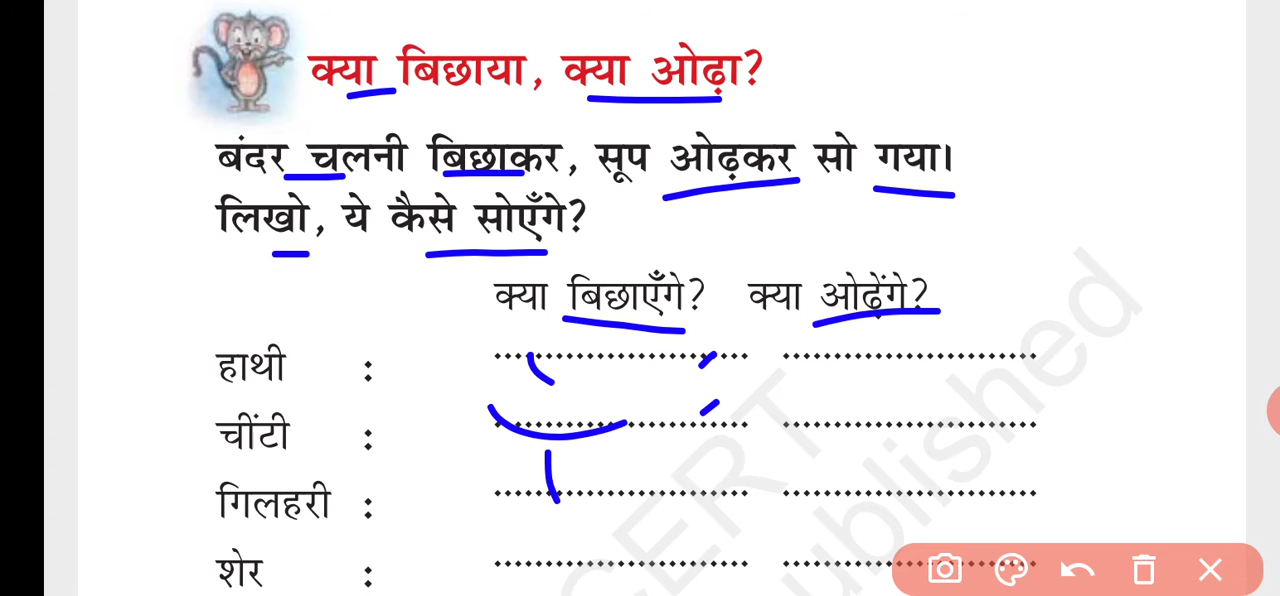 क्या बिछाया, क्या ओढ़ा?
बंदर चलनी बिछाकर, सूप ओढ़कर सो गया।
लिखो, ये कैसे सोएँगे?
क्या बिछाएँगे? क्या ओढ़ेंगे?
हाथी : ........................ ........................
चींटी : ........................ ........................
गिलहरी : ........................ ........................
शेर : ........................ ........................